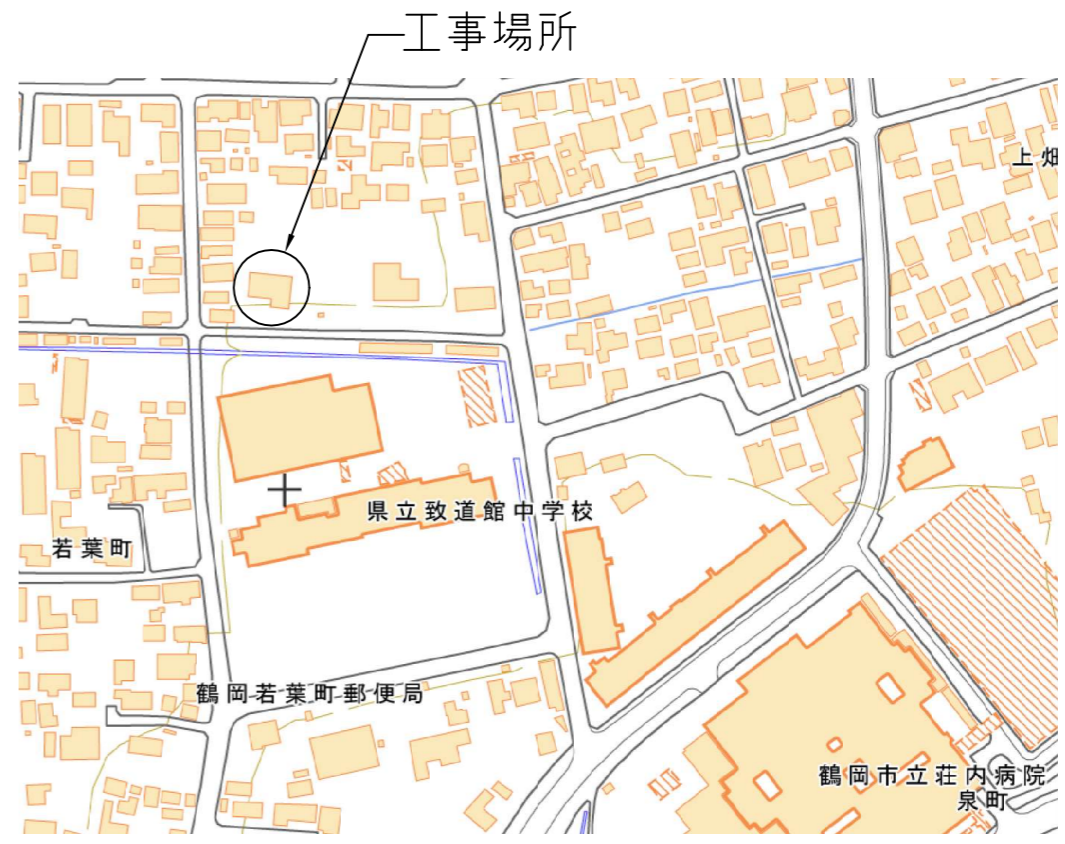 工事場所
上畑
県立致道館中学校
若葉町
鶴岡若葉町郵便局
鶴岡市立荘内病院
泉町